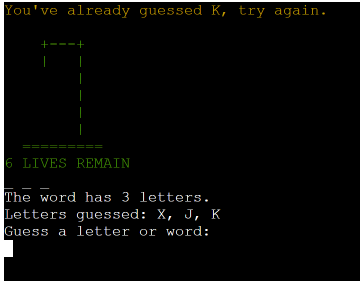 You've already guessed K, try again.
+---+
|   |
    |
    |
    |
    |
=========
6 LIVES REMAIN
_ _ _
The word has 3 letters.
Letters guessed: X, J, K
Guess a letter or word: